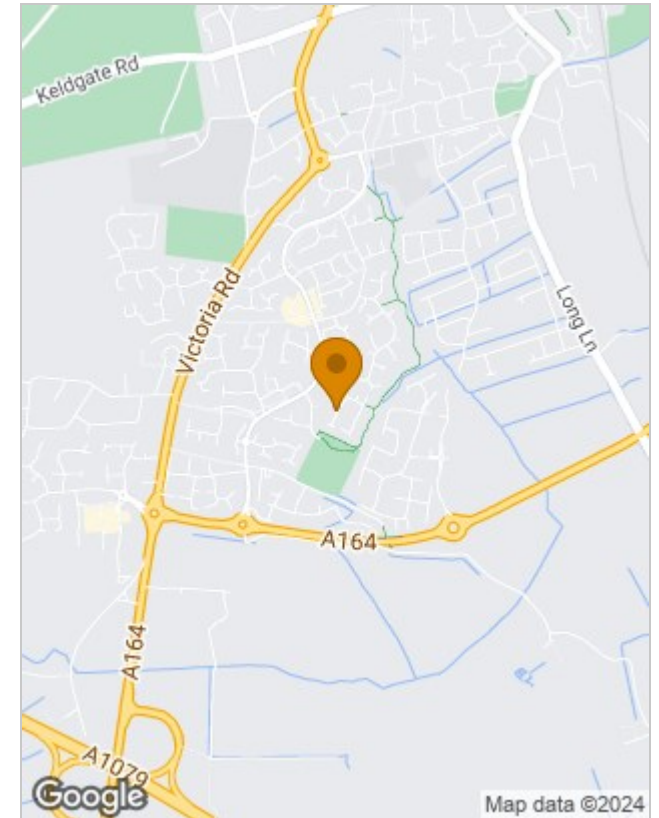 Keldgate Rd
Victoria Rd
Long Ln
A164
A164
A1079
Google
Map data ©2024